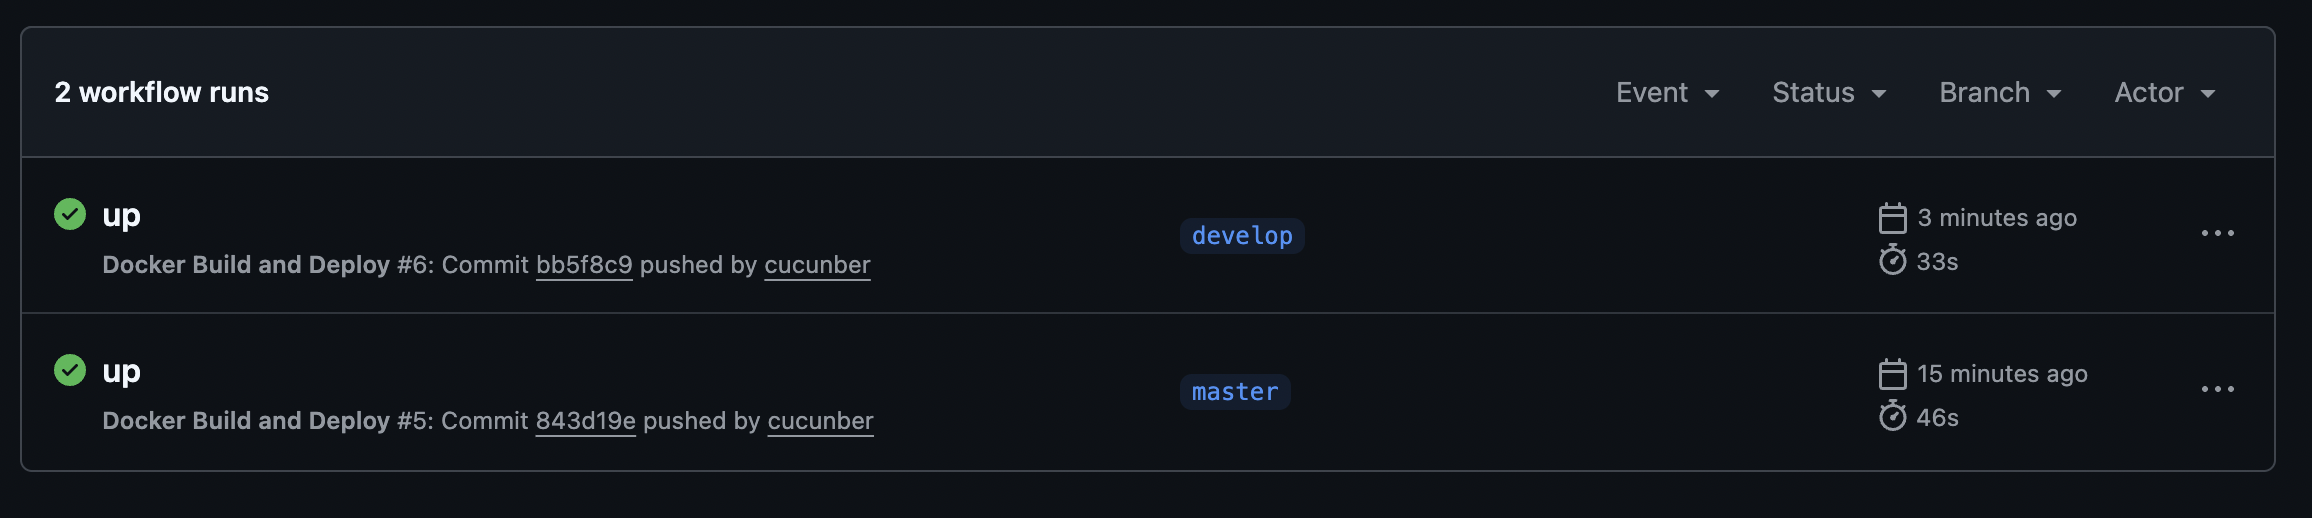 2 workflow runs
Event Status Branch Actor
up
Docker Build and Deploy #6: Commit bb5f8c9 pushed by cucunber
develop
3 minutes ago
33s
up
Docker Build and Deploy #5: Commit 843d19e pushed by cucunber
master
15 minutes ago
46s